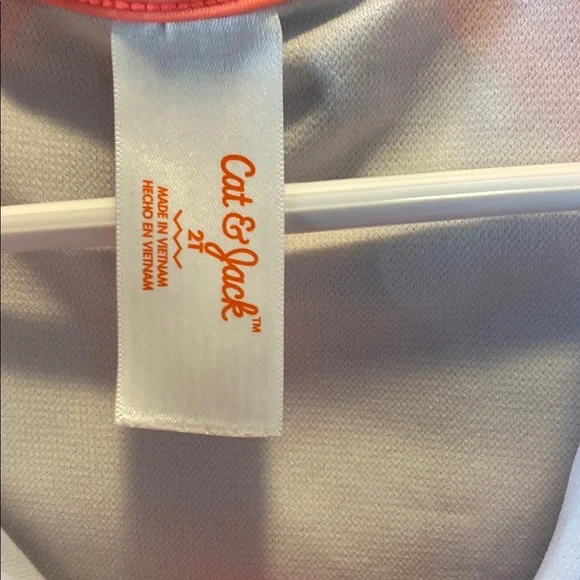 Cat & Jack™
2T
MADE IN VIETNAM
HECHO EN VIETNAM